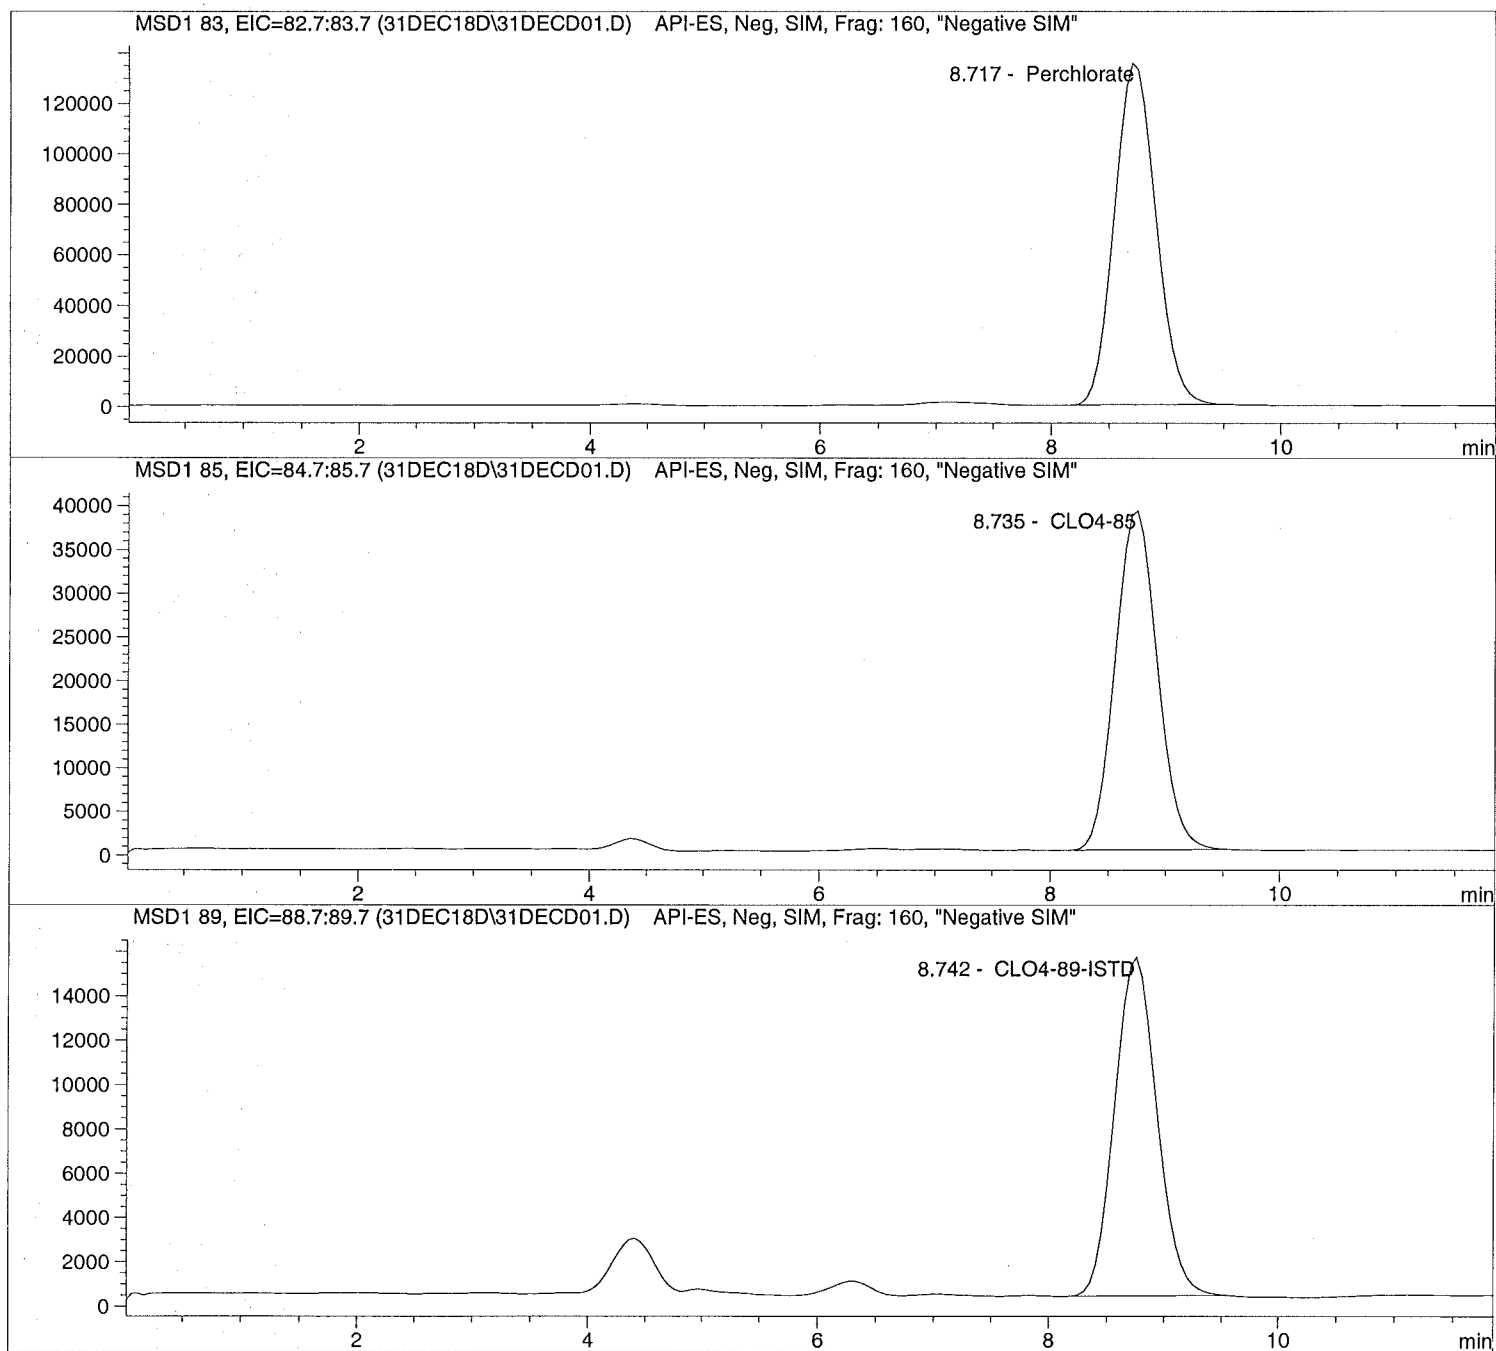 MSD1 83, EIC=82.7:83.7 (31DEC18D\31DECD01.D) API-ES, Neg, SIM, Frag: 160, "Negative SIM"
8.717 - Perchlorate
120000
100000
80000
60000
40000
20000
0
2 4 6 8 10 min
MSD1 85, EIC=84.7:85.7 (31DEC18D\31DECD01.D) API-ES, Neg, SIM, Frag: 160, "Negative SIM"
40000
8.735 - CLO4-85
35000
30000
25000
20000
15000
10000
5000
0
2 4 6 8 10 min
MSD1 89, EIC=88.7:89.7 (31DEC18D\31DECD01.D) API-ES, Neg, SIM, Frag: 160, "Negative SIM"
8.742 - CLO4-89-ISTD
14000
12000
10000
8000
6000
4000
2000
0
2 4 6 8 10 min